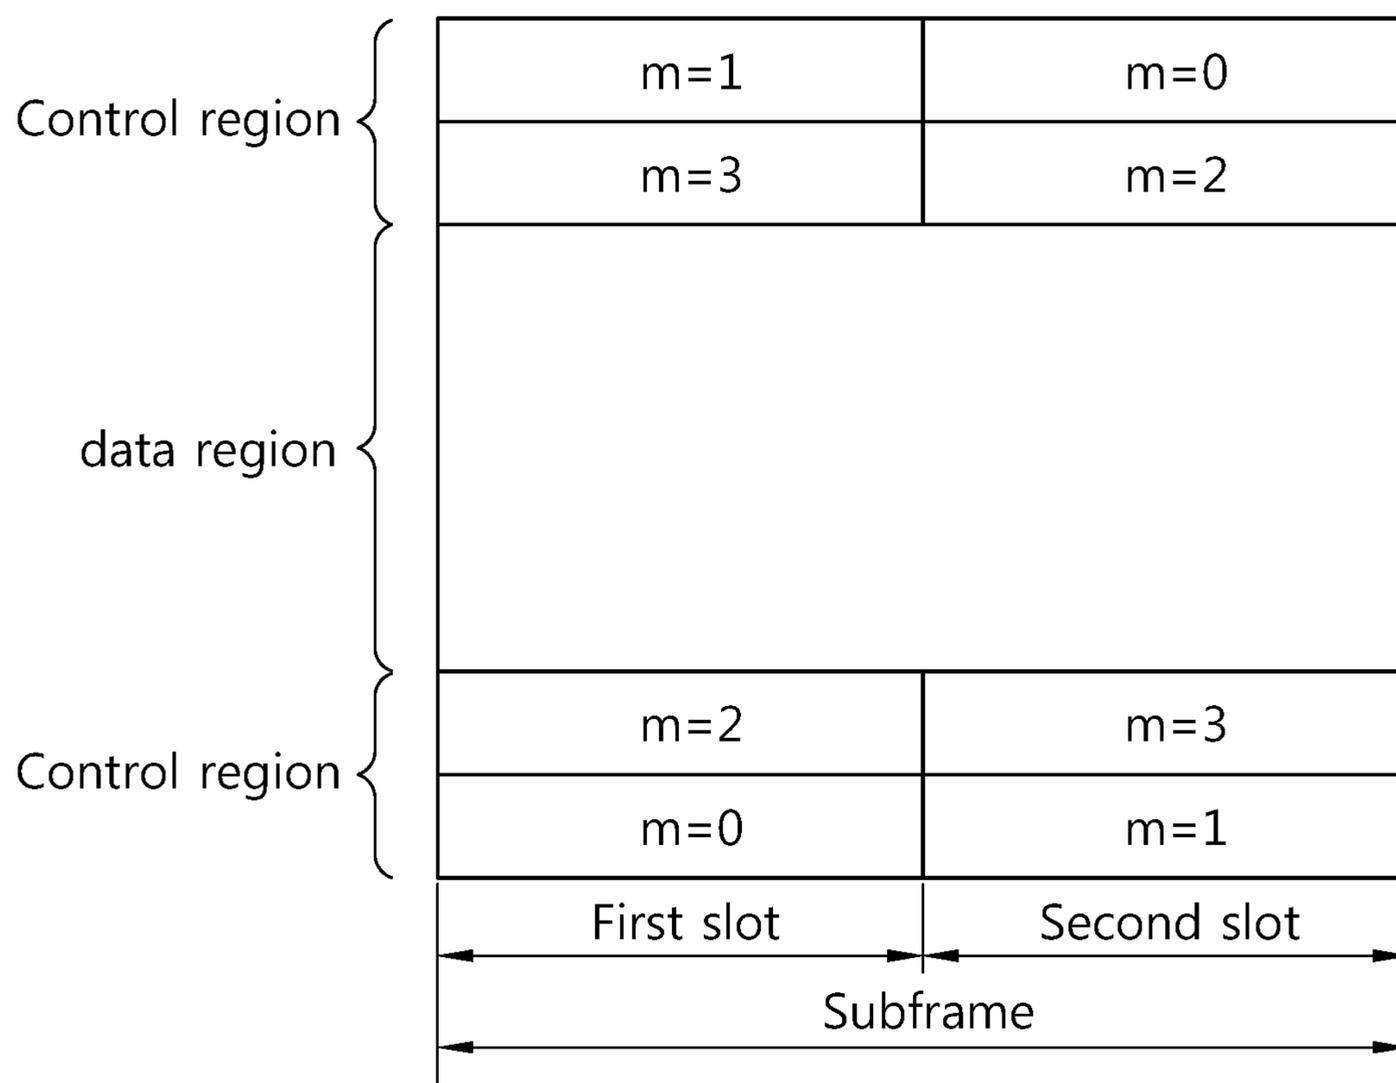 m=1 m=0
Control region
m=3 m=2
data region
m=2 m=3
Control region
m=0 m=1
First slot Second slot
Subframe